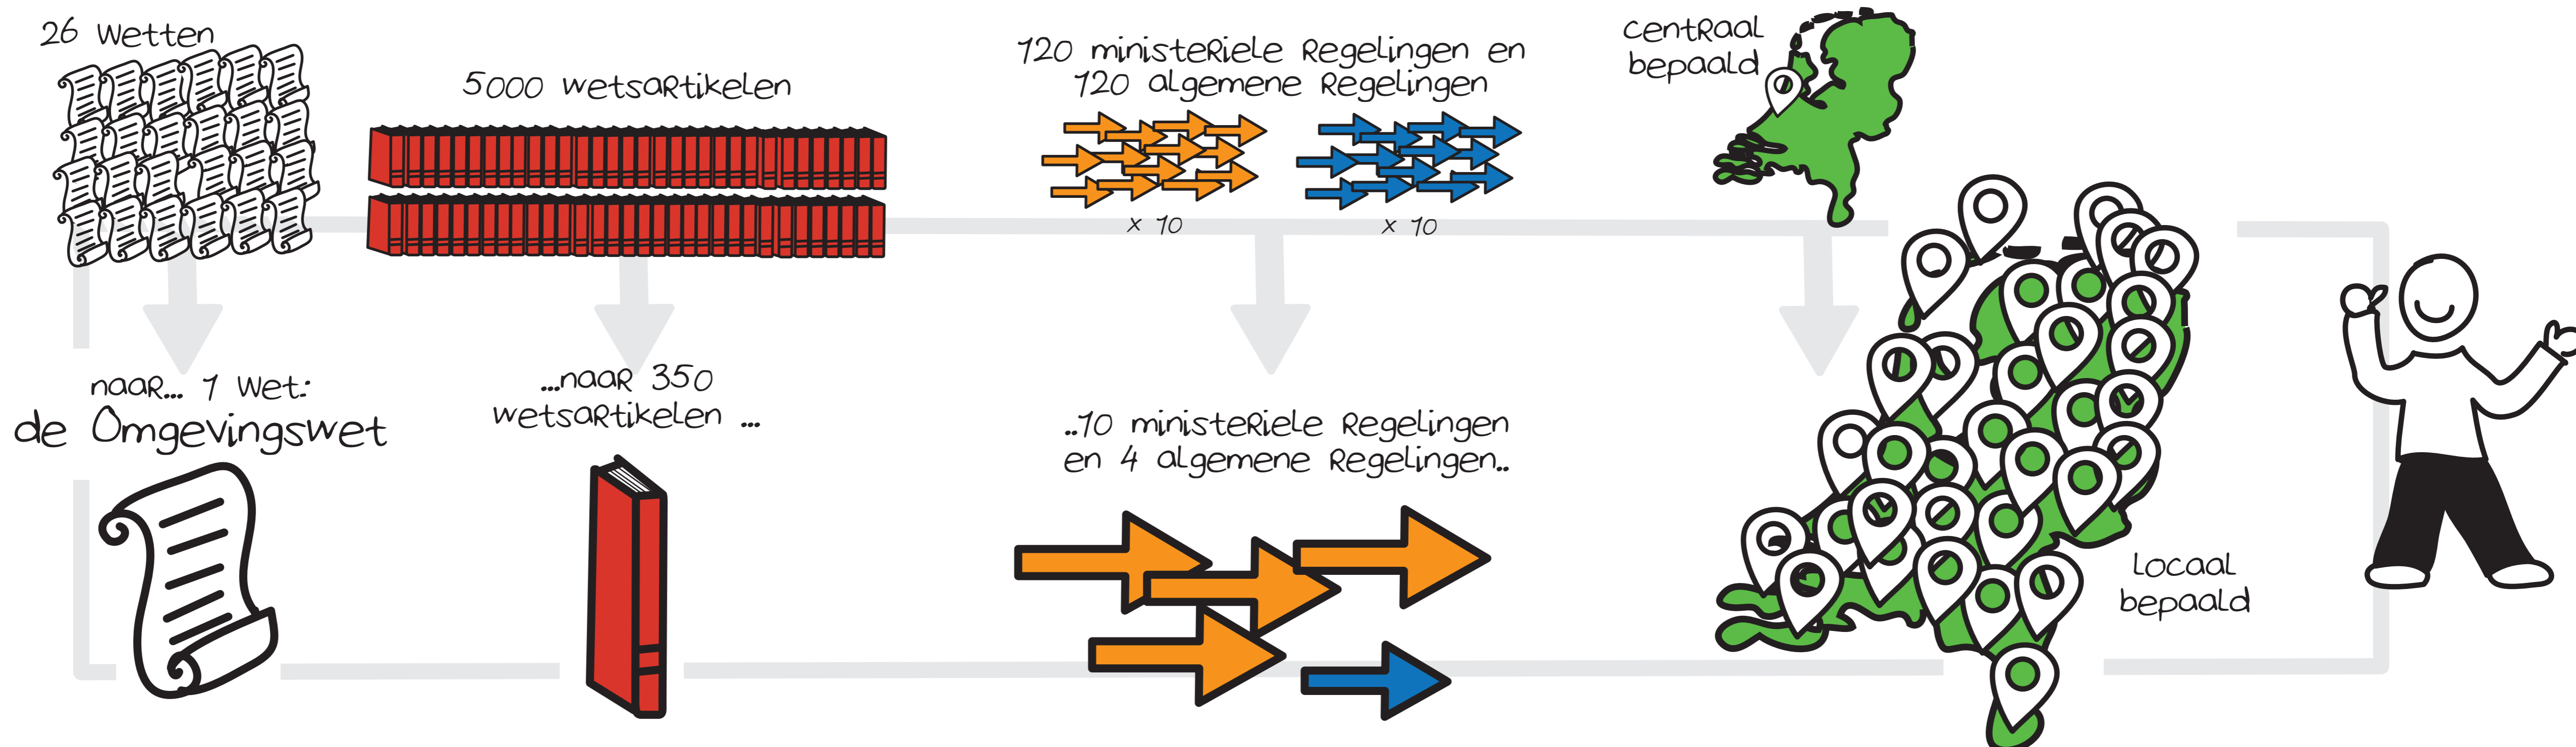 26 Wetten
5000 wetsartikelen
120 ministeriele Regelingen en
120 algemene Regelingen
x 10
x 10
centraal
bepaald
naar... 1 Wet:
de Omgevingswet
...naar 350
wetsartikelen ...
..10 ministeriele Regelingen
en 4 algemene Regelingen..
Locaal
bepaald